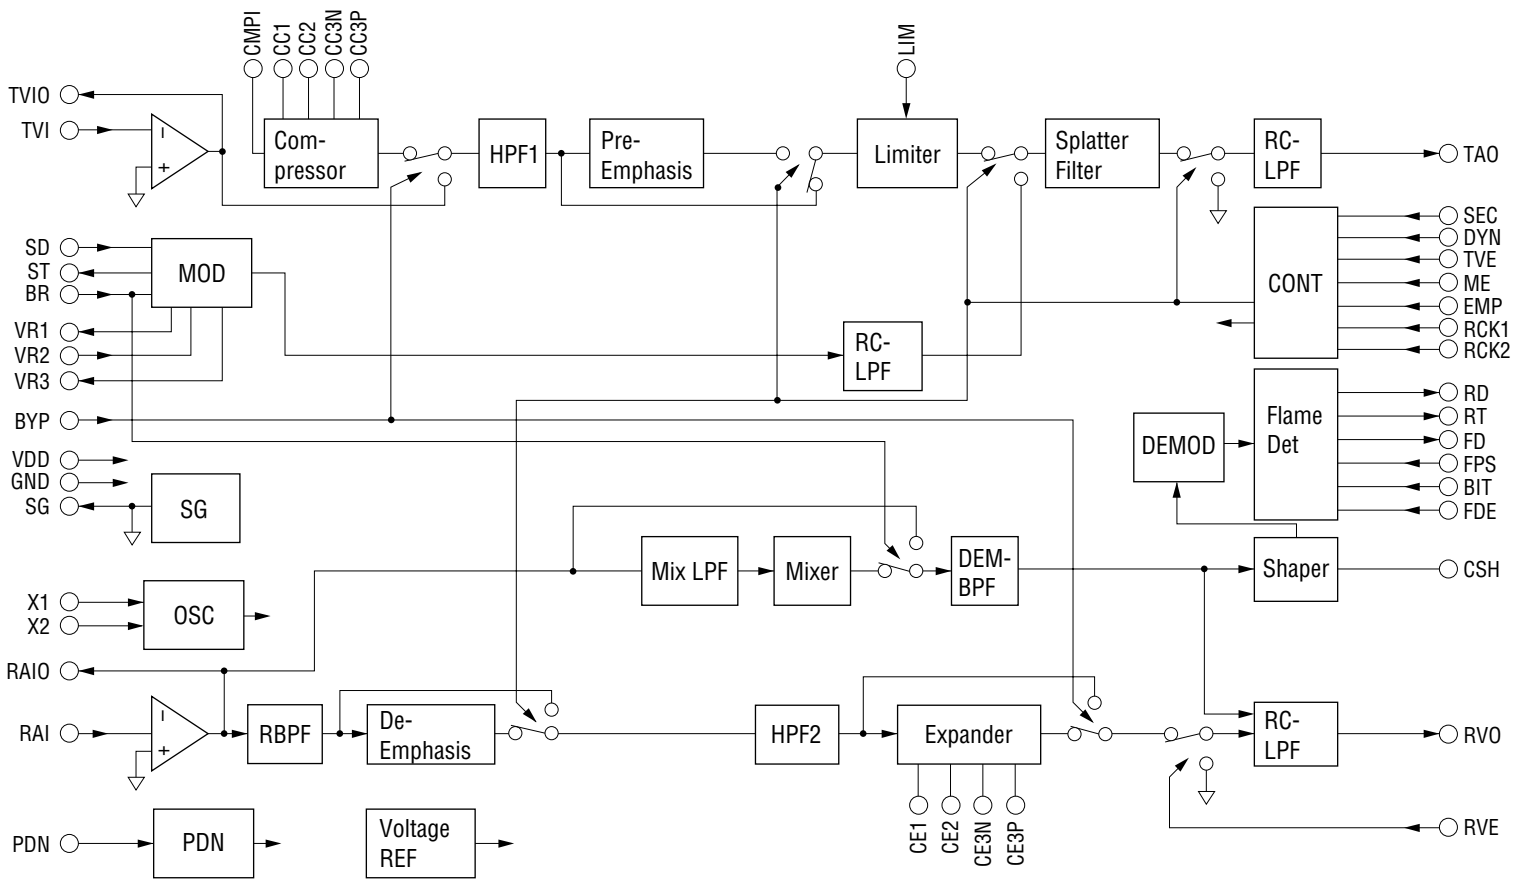 CMPI
CC1
CC2
CC3N
CC3P
LIM
TVIO
TVI
Com-
pressor
HPF1
Pre-
Emphasis
Limiter
Splatter
Filter
RC-
LPF
TAO
SD
ST
BR
MOD
VR1
VR2
VR3
RC-
LPF
CONT
SEC
DYN
TVE
ME
EMP
RCK1
RCK2
BYP
VDD
GND
SG
SG
DEMOD
Flame
Det
RD
RT
FD
FPS
BIT
FDE
Mix LPF
Mixer
DEM-
BPF
Shaper
CSH
X1
X2
OSC
RAIO
RAI
RBPF
De-
Emphasis
HPF2
Expander
RC-
LPF
RVO
CE1
CE2
CE3N
CE3P
RVE
PDN
PDN
Voltage
REF